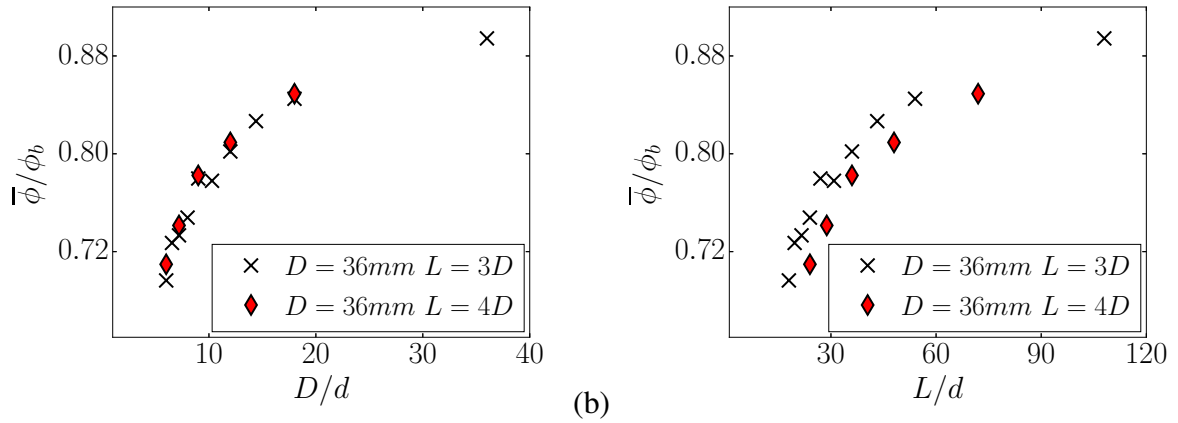 0.88
0.80
0.72
ϕ̅/ϕ_b
10 20 30 40
D/d
D = 36mm L = 3D
D = 36mm L = 4D
(b)
0.88
0.80
0.72
ϕ̅/ϕ_b
30 60 90 120
L/d
D = 36mm L = 3D
D = 36mm L = 4D